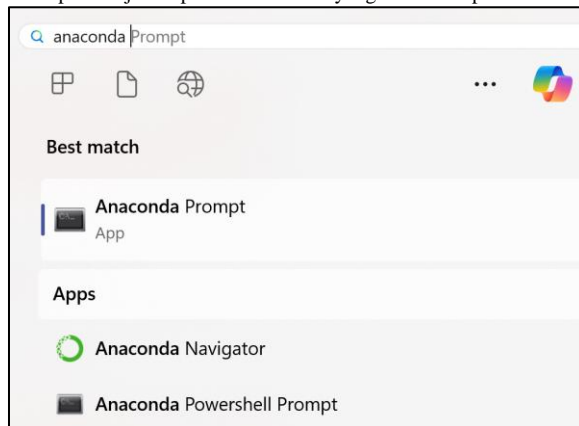 anaconda Prompt
Best match
Anaconda Prompt
App
Apps
Anaconda Navigator
Anaconda Powershell Prompt